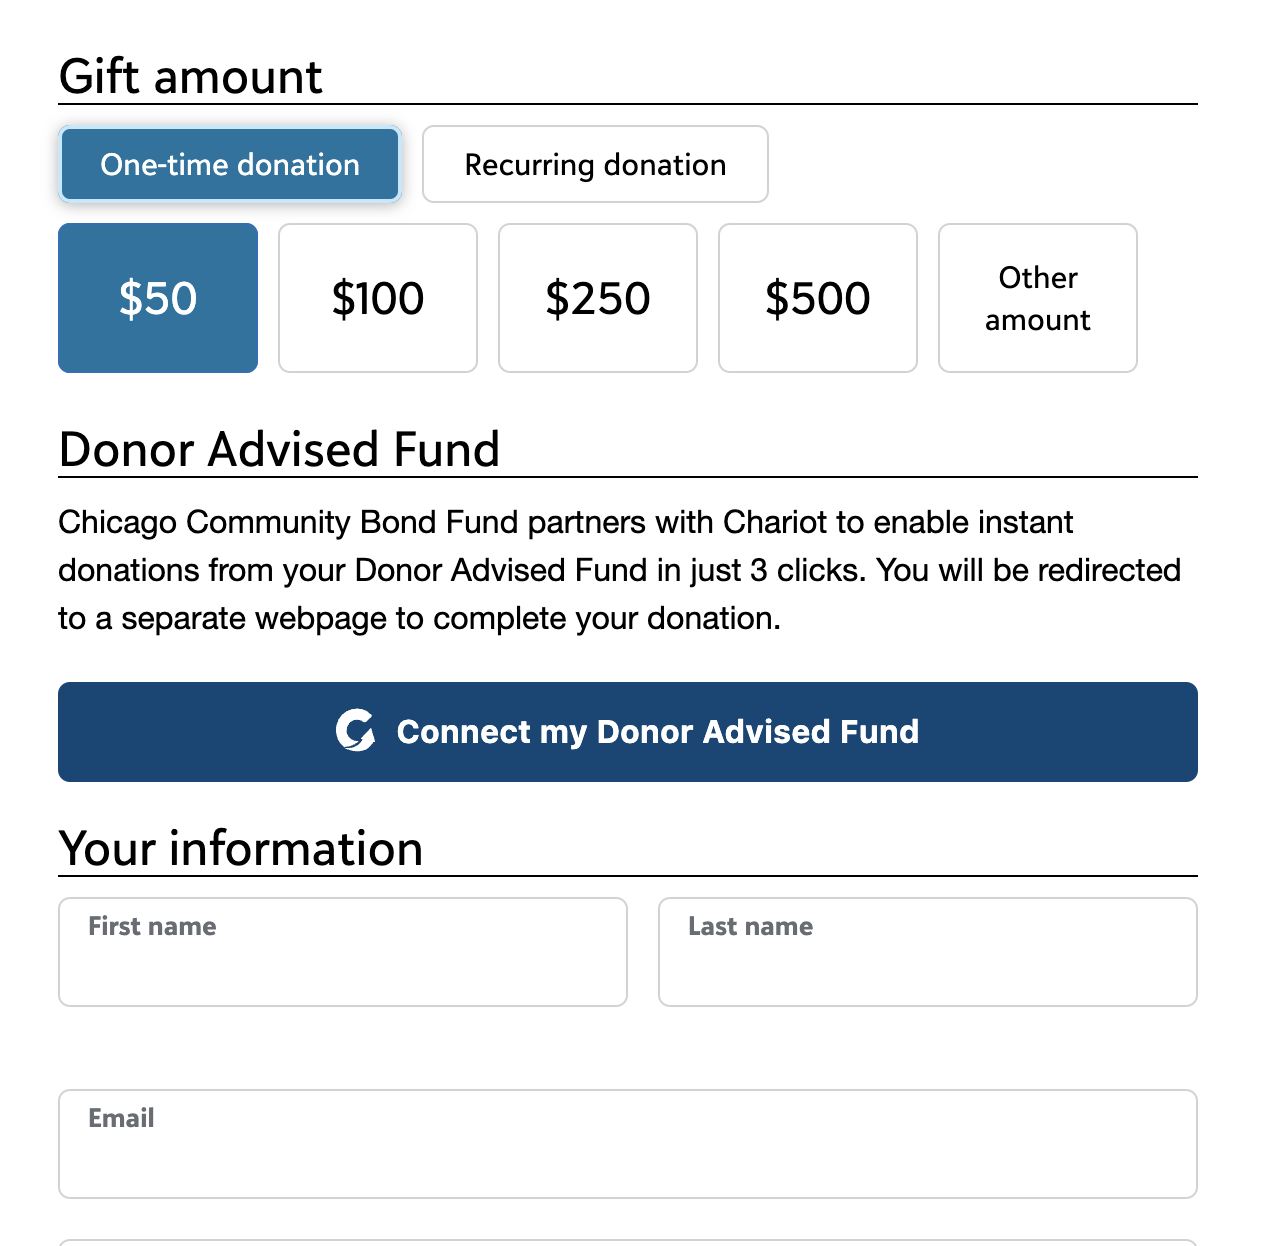 Gift amount
One-time donation
Recurring donation
$50
$100
$250
$500
Other
amount
Donor Advised Fund
Chicago Community Bond Fund partners with Chariot to enable instant
donations from your Donor Advised Fund in just 3 clicks. You will be redirected
to a separate webpage to complete your donation.
Connect my Donor Advised Fund
Your information
First name
Last name
Email